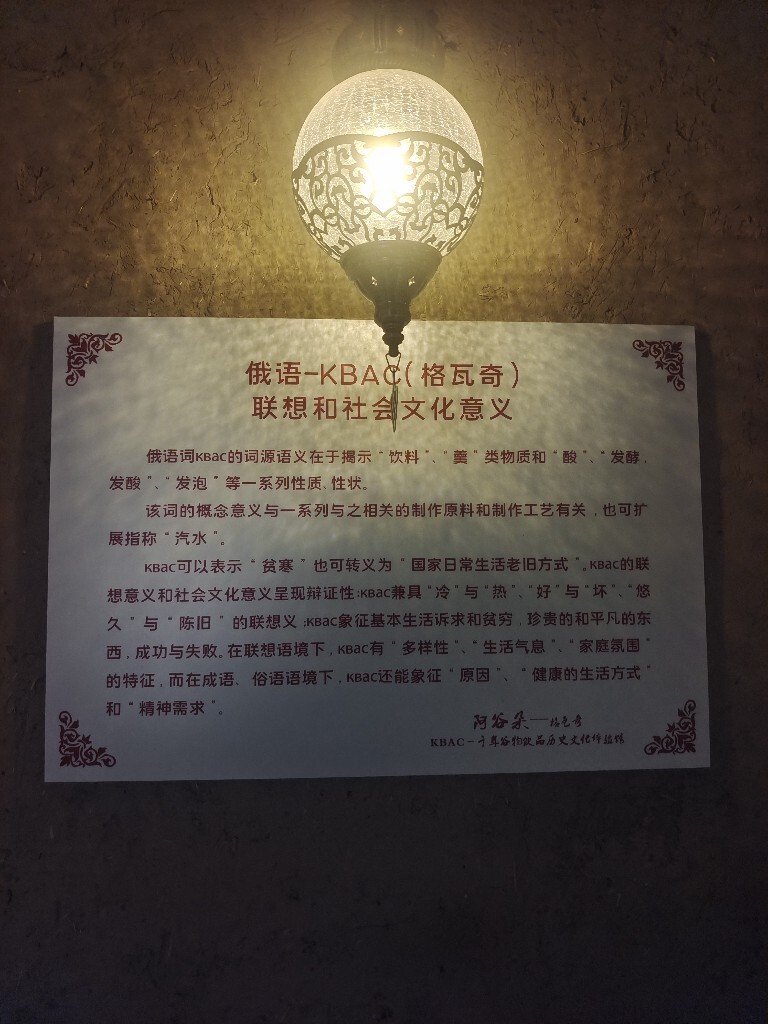 俄语-KBAC(格瓦奇)
联想和社会文化意义
俄语词квас的词源语义在于揭示“饮料”、“羹”类物质和“酸”、“发酵,
发酸”、“发泡”等一系列性质、性状。
该词的概念意义与一系列与之相关的制作原料和制作工艺有关,也可扩
展指称“汽水”。
квас可以表示“贫寒”也可转义为“国家日常生活老旧方式”。квас的联
想意义和社会文化意义呈现辩证性:квас兼具“冷”与“热”、“好”与“坏”、“悠
久”与“陈旧”的联想义;квас象征基本生活诉求和贫穷,珍贵的和平凡的东
西,成功与失败。在联想语境下,квас有“多样性”、“生活气息”、“家庭氛围”
的特征,而在成语、俗语语境下,квас还能象征“原因”、“健康的生活方式”
和“精神需求”。
阿谷朵——格瓦奇
KBAC-千年谷物饮品历史文化体验馆